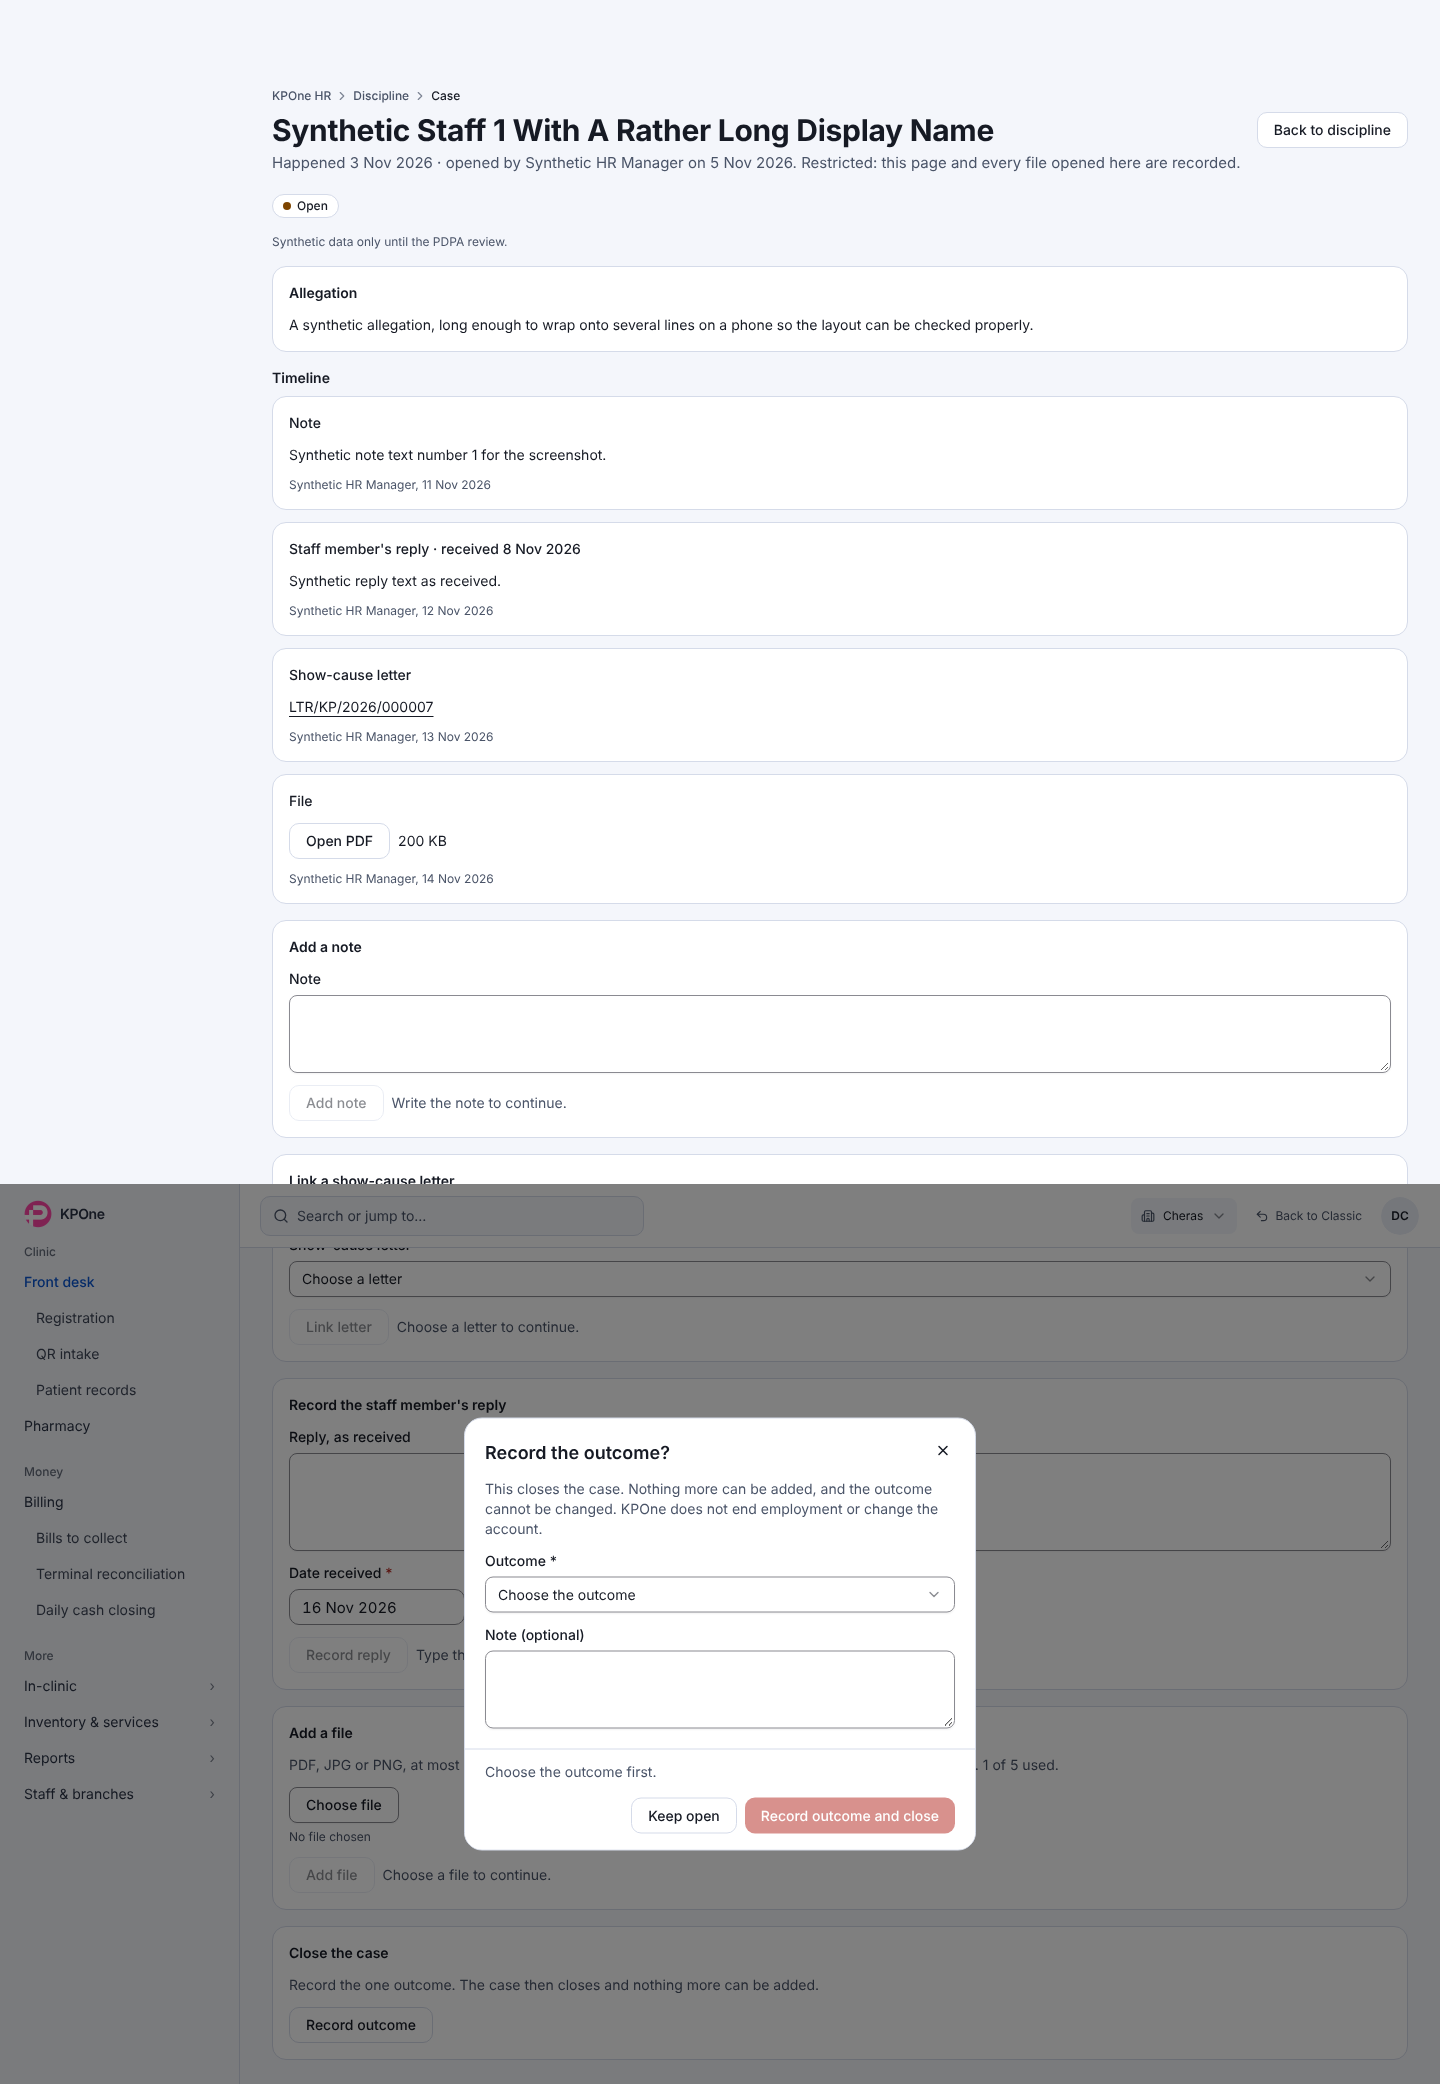 KPOne HR > Discipline > Case
Synthetic Staff 1 With A Rather Long Display Name
Back to discipline
Happened 3 Nov 2026 · opened by Synthetic HR Manager on 5 Nov 2026. Restricted: this page and every file opened here are recorded.
Open
Synthetic data only until the PDPA review.
Allegation
A synthetic allegation, long enough to wrap onto several lines on a phone so the layout can be checked properly.
Timeline
Note
Synthetic note text number 1 for the screenshot.
Synthetic HR Manager, 11 Nov 2026
Staff member's reply · received 8 Nov 2026
Synthetic reply text as received.
Synthetic HR Manager, 12 Nov 2026
Show-cause letter
LTR/KP/2026/000007
Synthetic HR Manager, 13 Nov 2026
File
Open PDF 200 KB
Synthetic HR Manager, 14 Nov 2026
Add a note
Note
Add note Write the note to continue.
Link a show-cause letter
KPOne
Search or jump to...
Cheras
Back to Classic
DC
Clinic
Front desk
Registration
QR intake
Patient records
Pharmacy
Money
Billing
Bills to collect
Terminal reconciliation
Daily cash closing
More
In-clinic
Inventory & services
Reports
Staff & branches
Show-cause letter
Choose a letter
Link letter Choose a letter to continue.
Record the staff member's reply
Reply, as received
Date received *
16 Nov 2026
Record reply Type th
Record the outcome?
This closes the case. Nothing more can be added, and the outcome
cannot be changed. KPOne does not end employment or change the
account.
Outcome *
Choose the outcome
Note (optional)
Choose the outcome first.
Keep open
Record outcome and close
Add a file
PDF, JPG or PNG, at most . 1 of 5 used.
Choose file
No file chosen
Add file Choose a file to continue.
Close the case
Record the one outcome. The case then closes and nothing more can be added.
Record outcome